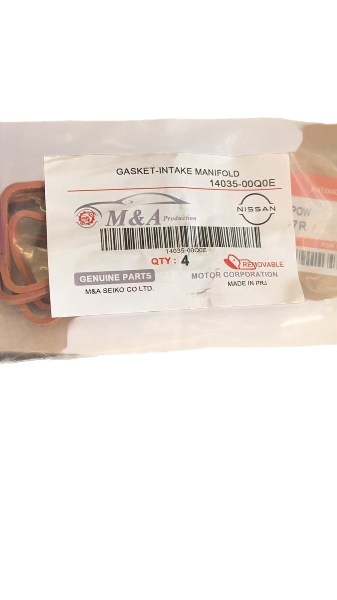 GASKET-INTAKE MANIFOLD
14035-00Q0E
M&A Production
NISSAN
14035-00Q0E
QTY : 4
REMOVABLE
GENUINE PARTS
MOTOR CORPORATION
M&A SEIKO CO LTD.
MADE IN PRJ
POW
7R